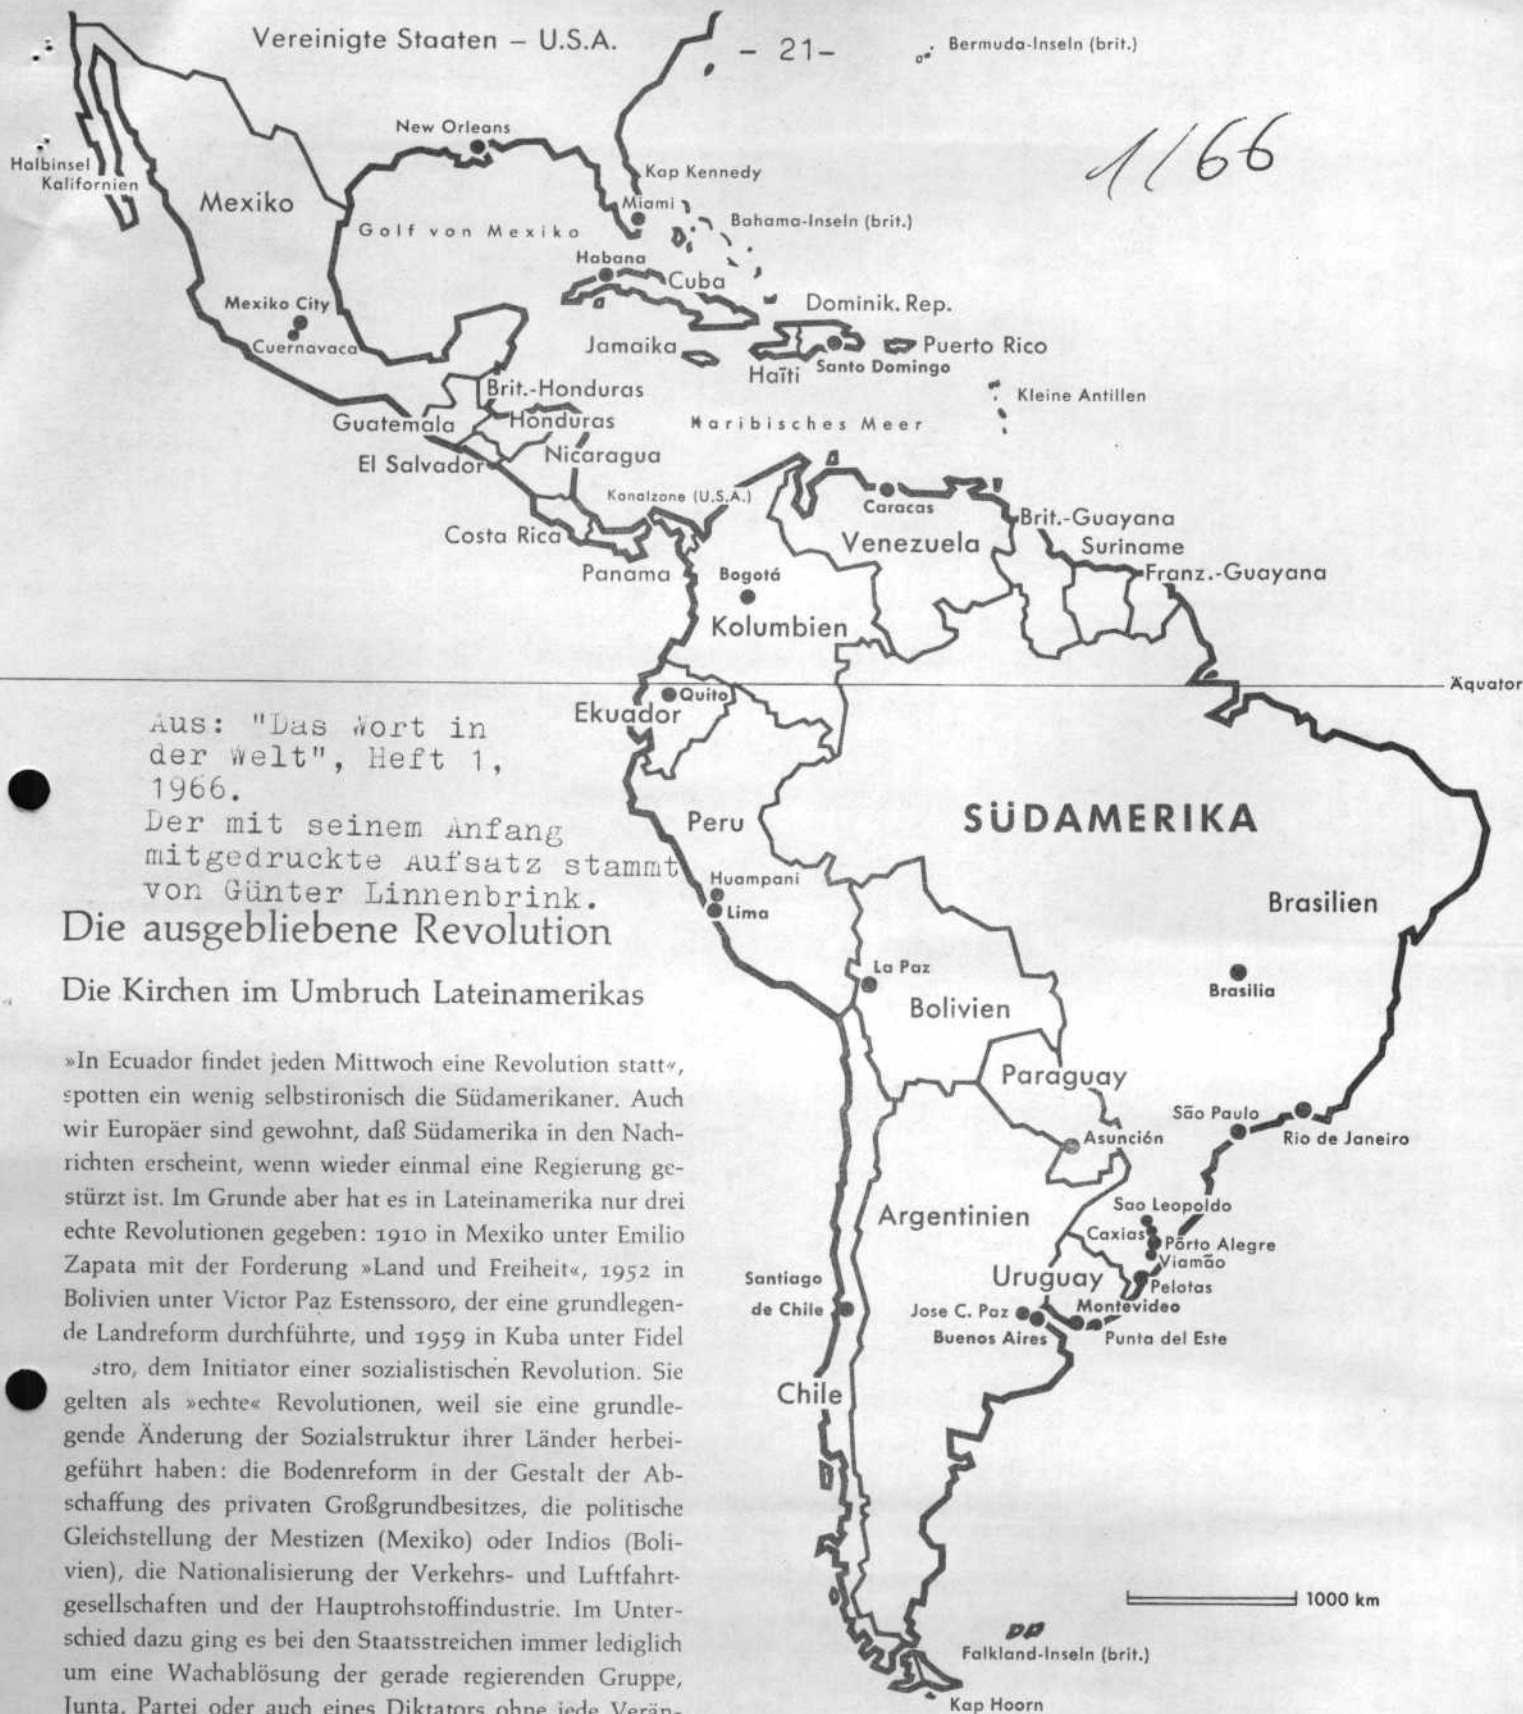 Vereinigte Staaten – U.S.A.
- 21-
Bermuda-Inseln (brit.)
1/66
New Orleans
Halbinsel
Kalifornien
Kap Kennedy
Mexiko
Miami
Bahama-Inseln (brit.)
Golf von Mexiko
Habana
Cuba
Mexiko City
Dominik. Rep.
Cuernavaca
Jamaika
Puerto Rico
Haïti
Santo Domingo
Brit.-Honduras
Kleine Antillen
Guatemala
Honduras
Karibisches Meer
El Salvador
Nicaragua
Kanalzone (U.S.A.)
Caracas
Brit.-Guayana
Costa Rica
Venezuela
Suriname
Panama
Bogotá
Franz.-Guayana
Kolumbien
Äquator
Quito
Ekuador
Aus: "Das Wort in
der Welt", Heft 1,
1966.
Der mit seinem Anfang
mitgedruckte Aufsatz stammt
von Günter Linnenbrink.
Peru
SÜDAMERIKA
Huampani
Lima
Brasilien
La Paz
Brasilia
Bolivien
Paraguay
São Paulo
Rio de Janeiro
Asunción
Sao Leopoldo
Argentinien
Caxias
Pôrto Alegre
Viamão
Santiago
de Chile
Uruguay
Pelotas
Jose C. Paz
Montevideo
Buenos Aires
Punta del Este
Chile
1000 km
Falkland-Inseln (brit.)
Kap Hoorn
Die ausgebliebene Revolution
Die Kirchen im Umbruch Lateinamerikas
»In Ecuador findet jeden Mittwoch eine Revolution statt«,
spotten ein wenig selbstironisch die Südamerikaner. Auch
wir Europäer sind gewohnt, daß Südamerika in den Nach-
richten erscheint, wenn wieder einmal eine Regierung ge-
stürzt ist. Im Grunde aber hat es in Lateinamerika nur drei
echte Revolutionen gegeben: 1910 in Mexiko unter Emilio
Zapata mit der Forderung »Land und Freiheit«, 1952 in
Bolivien unter Victor Paz Estenssoro, der eine grundlegen-
de Landreform durchführte, und 1959 in Kuba unter Fidel
stro, dem Initiator einer sozialistischen Revolution. Sie
gelten als »echte« Revolutionen, weil sie eine grundle-
gende Änderung der Sozialstruktur ihrer Länder herbei-
geführt haben: die Bodenreform in der Gestalt der Ab-
schaffung des privaten Großgrundbesitzes, die politische
Gleichstellung der Mestizen (Mexiko) oder Indios (Boli-
vien), die Nationalisierung der Verkehrs- und Luftfahrt-
gesellschaften und der Hauptrohstoffindustrie. Im Unter-
schied dazu ging es bei den Staatsstreichen immer lediglich
um eine Wachablösung der gerade regierenden Gruppe,
Junta, Partei oder auch eines Diktators ohne jede Verän-